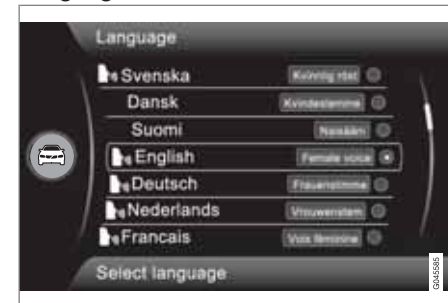 Language
Svenska Kvinnlig röst
Dansk Kvindestemme
Suomi Naisääni
English Female voice
Deutsch Frauenstimme
Nederlands Vrouwenstem
Francais Voix féminine
Select language
G045585